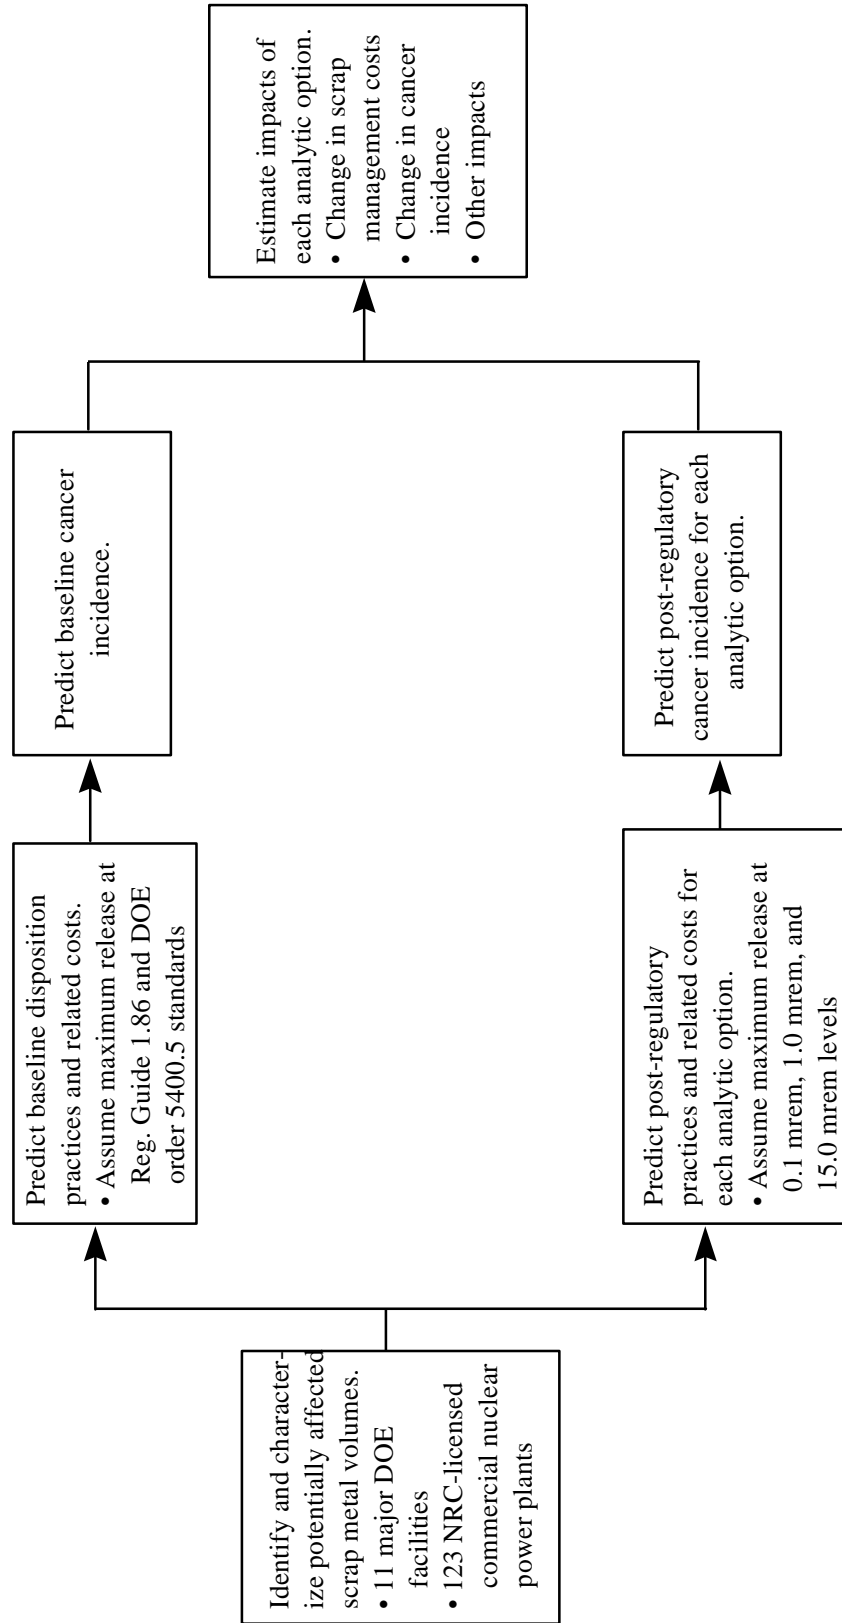 Identify and character-
ize potentially affected
scrap metal volumes.
• 11 major DOE
facilities
• 123 NRC-licensed
commercial nuclear
power plants
Predict baseline disposition
practices and related costs.
• Assume maximum release at
Reg. Guide 1.86 and DOE
order 5400.5 standards
Predict baseline cancer
incidence.
Predict post-regulatory
practices and related costs for
each analytic option.
• Assume maximum release at
0.1 mrem, 1.0 mrem, and
15.0 mrem levels
Predict post-regulatory
cancer incidence for each
analytic option.
Estimate impacts of
each analytic option.
• Change in scrap
management costs
• Change in cancer
incidence
• Other impacts